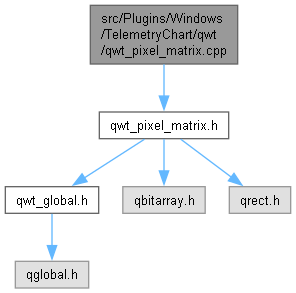 src/Plugins/Windows
/TelemetryChart/qwt
/qwt_pixel_matrix.cpp
qwt_pixel_matrix.h
qwt_global.h
qbitarray.h
qrect.h
qglobal.h